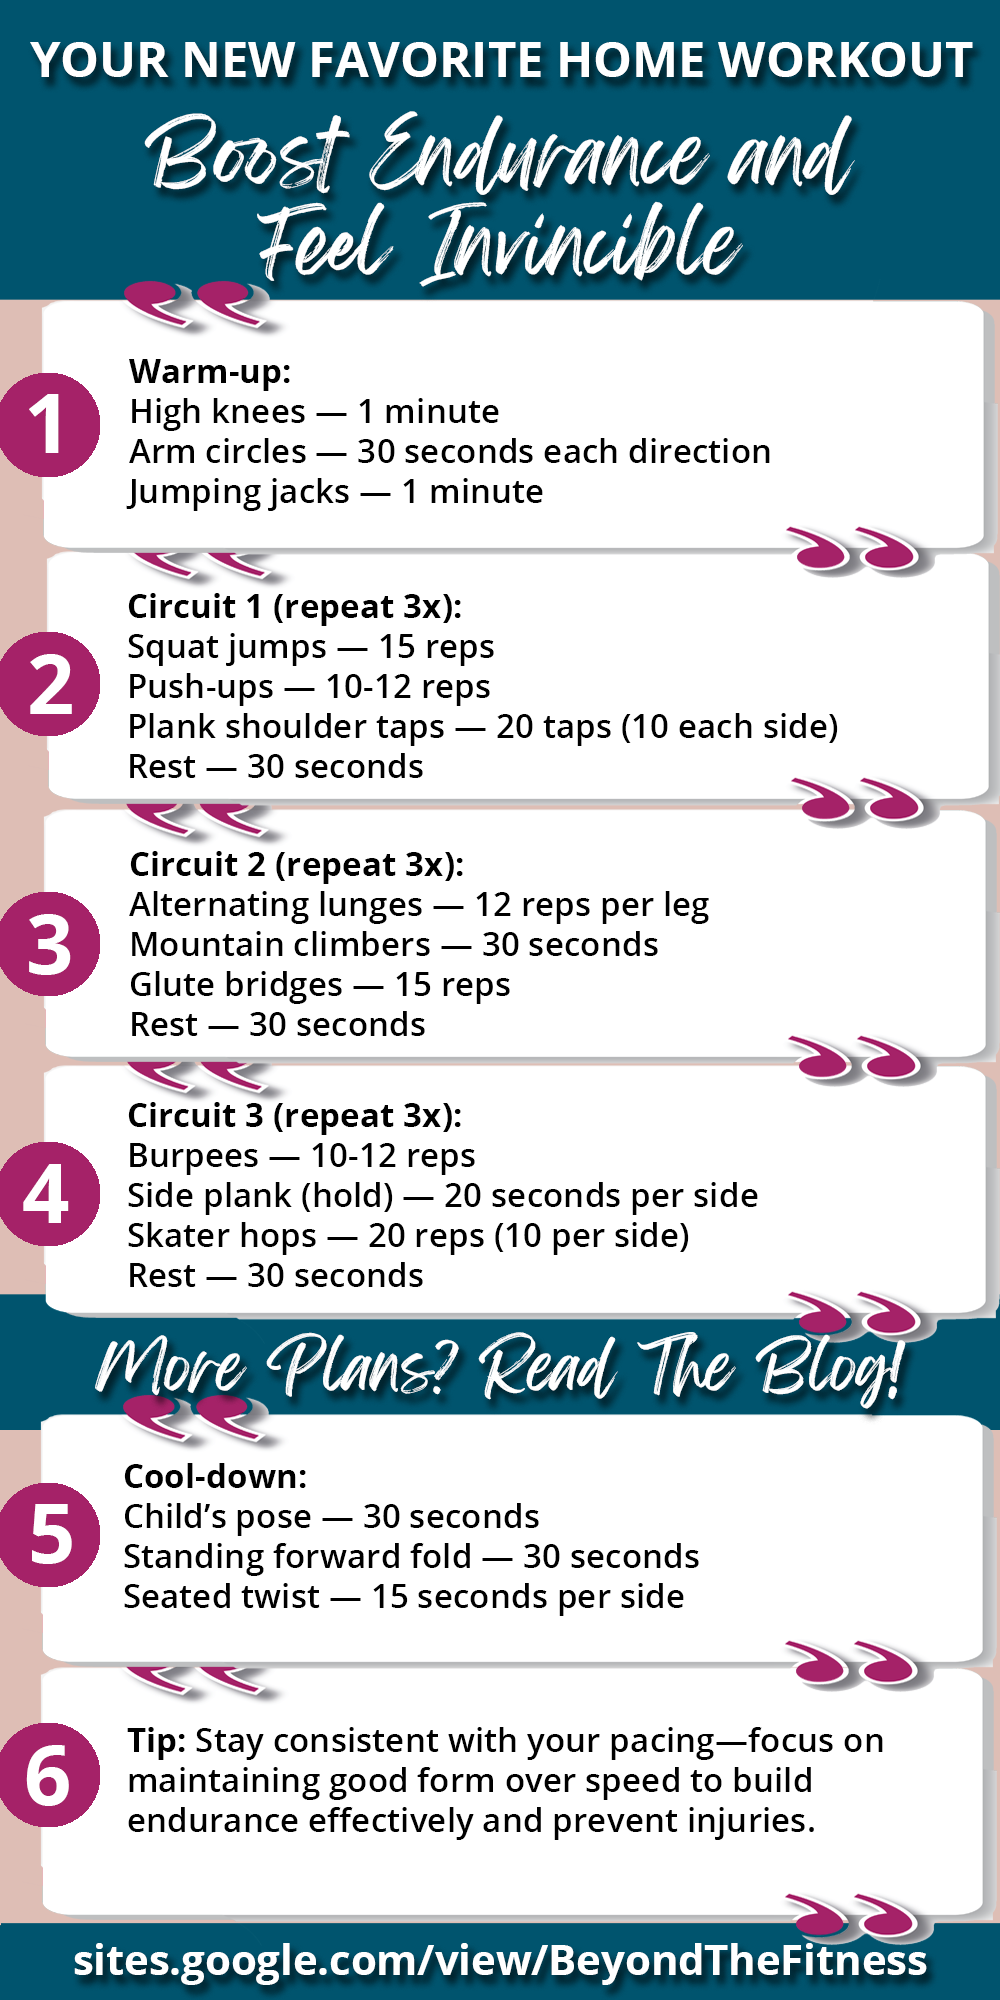 YOUR NEW FAVORITE HOME WORKOUT
Boost Endurance and
Feel Invincible
1
Warm-up:
High knees — 1 minute
Arm circles — 30 seconds each direction
Jumping jacks — 1 minute
2
Circuit 1 (repeat 3x):
Squat jumps — 15 reps
Push-ups — 10-12 reps
Plank shoulder taps — 20 taps (10 each side)
Rest — 30 seconds
3
Circuit 2 (repeat 3x):
Alternating lunges — 12 reps per leg
Mountain climbers — 30 seconds
Glute bridges — 15 reps
Rest — 30 seconds
4
Circuit 3 (repeat 3x):
Burpees — 10-12 reps
Side plank (hold) — 20 seconds per side
Skater hops — 20 reps (10 per side)
Rest — 30 seconds
More Plans? Read The Blog!
5
Cool-down:
Child’s pose — 30 seconds
Standing forward fold — 30 seconds
Seated twist — 15 seconds per side
6
Tip: Stay consistent with your pacing—focus on
maintaining good form over speed to build
endurance effectively and prevent injuries.
sites.google.com/view/BeyondTheFitness